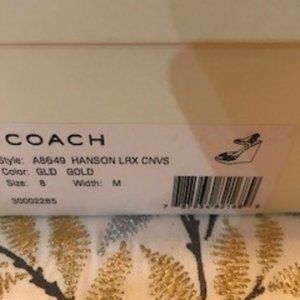 COACH
Style: A8649 HANSON LRX CNVS
Color: GLD GOLD
Size: 8 Width: M
30002285